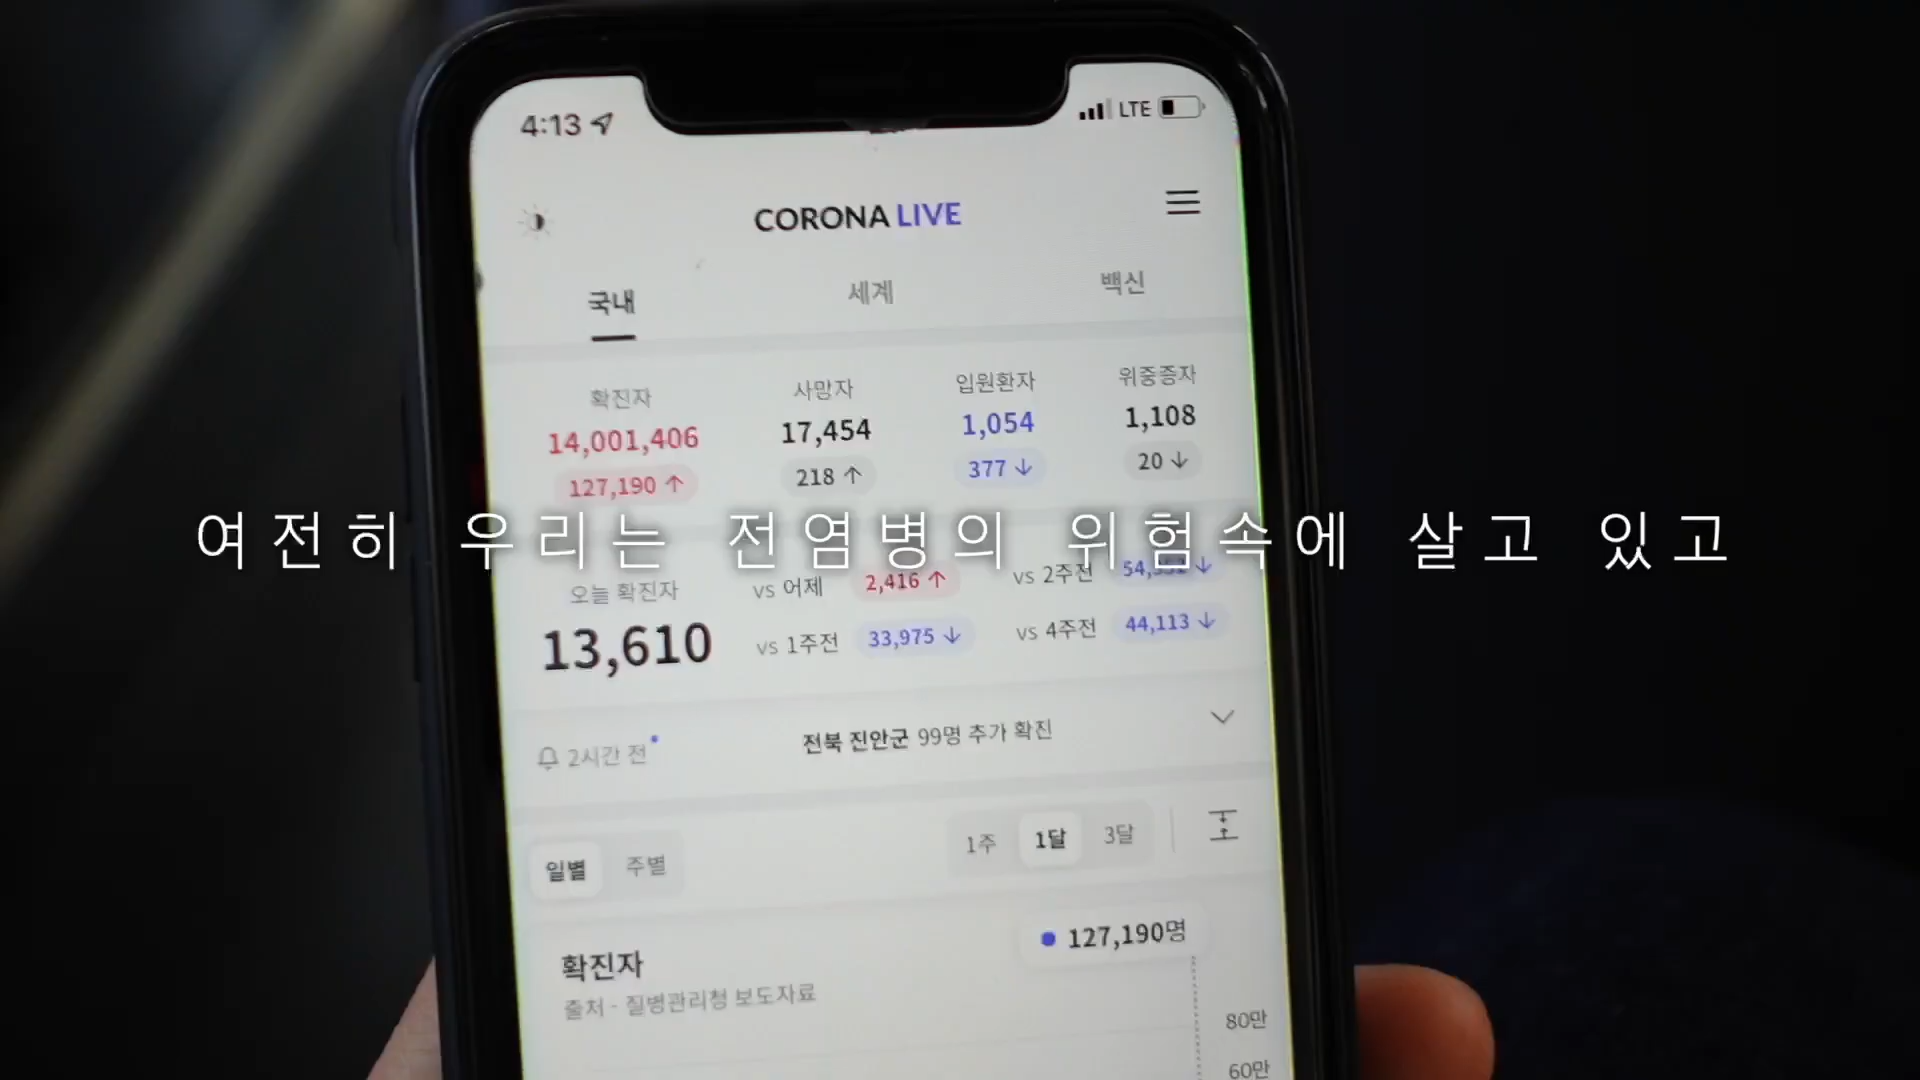 4:13 LTE
CORONA LIVE
국내 세계 백신
확진자 사망자 입원환자 위중증자
14,001,406 17,454 1,054 1,108
127,190 ↑ 218 ↑ 377 ↓ 20 ↓
여전히 우리는 전염병의 위험속에 살고 있고
오늘 확진자 vs 어제 2,416 ↑ vs 2주전
13,610 vs 1주전 33,975 ↓ vs 4주전 44,113 ↓
2시간 전 전북 진안군 99명 추가 확진
일별 주별 1주 1달 3달
확진자 127,190명
출처 - 질병관리청 보도자료
80만
60만